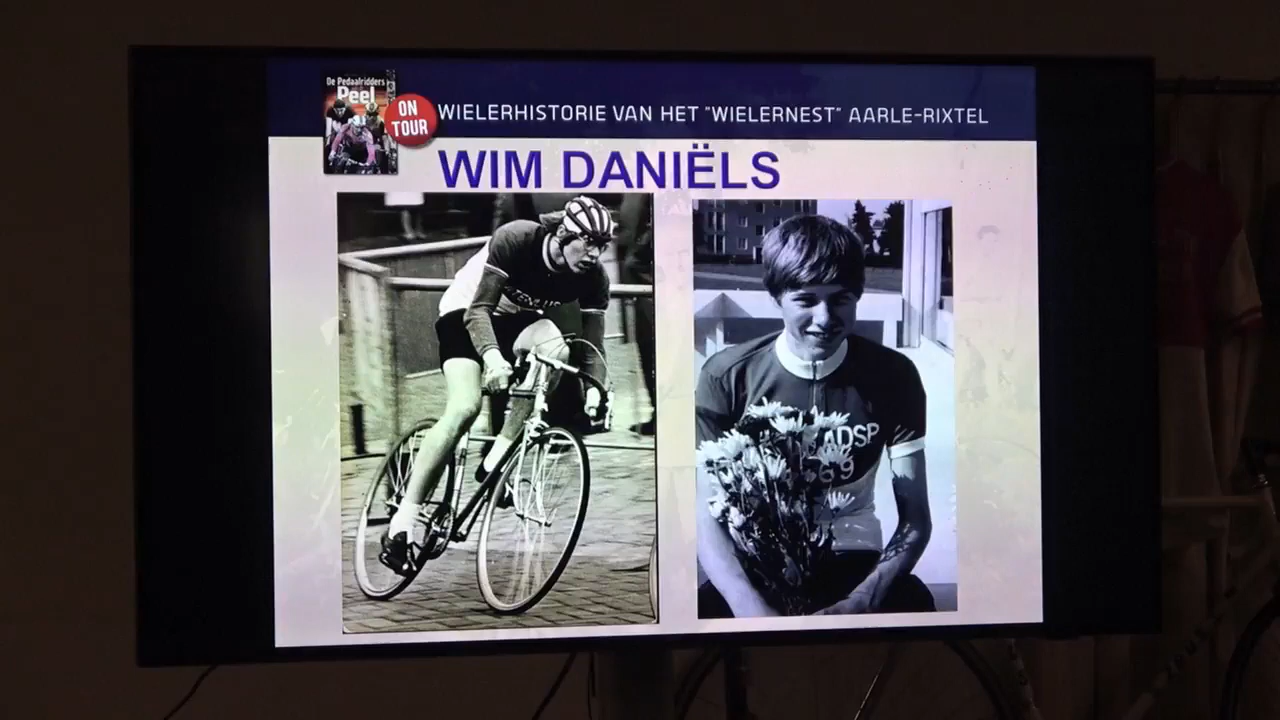 De Pedaalridders
Peel
ON
TOUR
WIELERHISTORIE VAN HET "WIELERNEST" AARLE-RIXTEL
WIM DANIËLS
ADSP
69